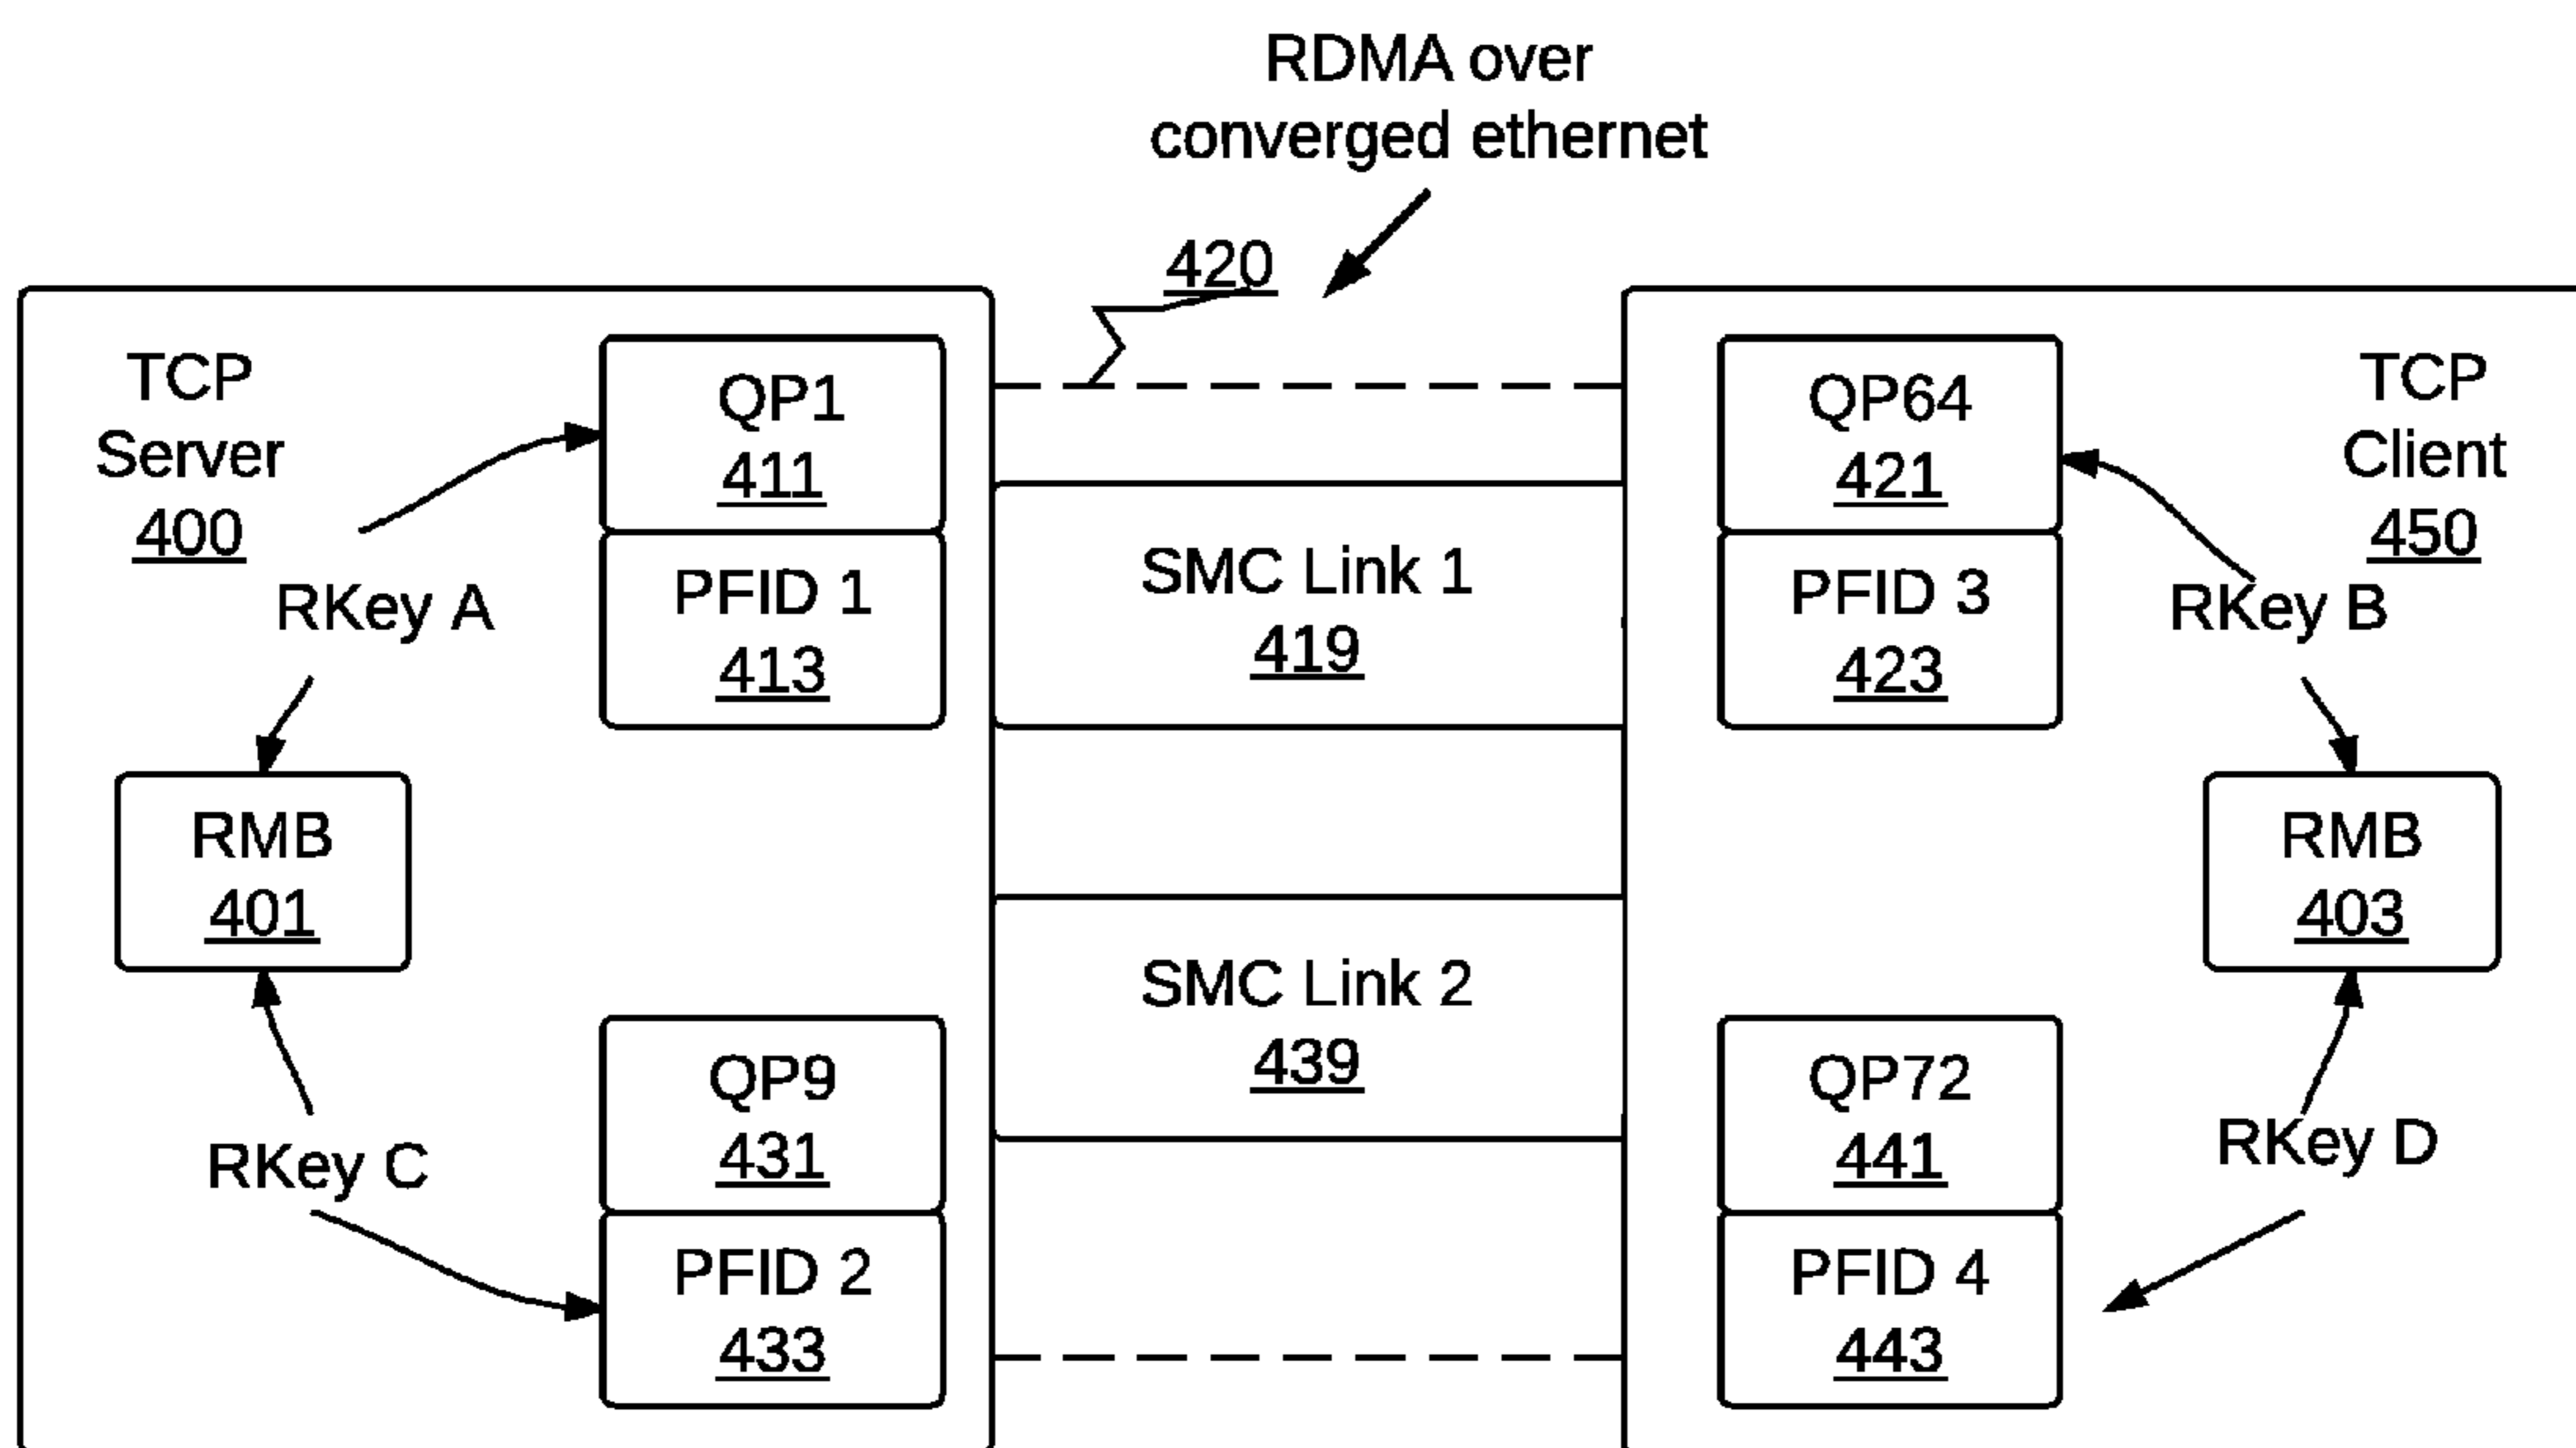 RDMA over
converged ethernet
420
TCP
Server
400
QP1
411
PFID 1
413
RKey A
RMB
401
RKey C
QP9
431
PFID 2
433
SMC Link 1
419
SMC Link 2
439
QP64
421
PFID 3
423
TCP
Client
450
RKey B
RMB
403
RKey D
QP72
441
PFID 4
443